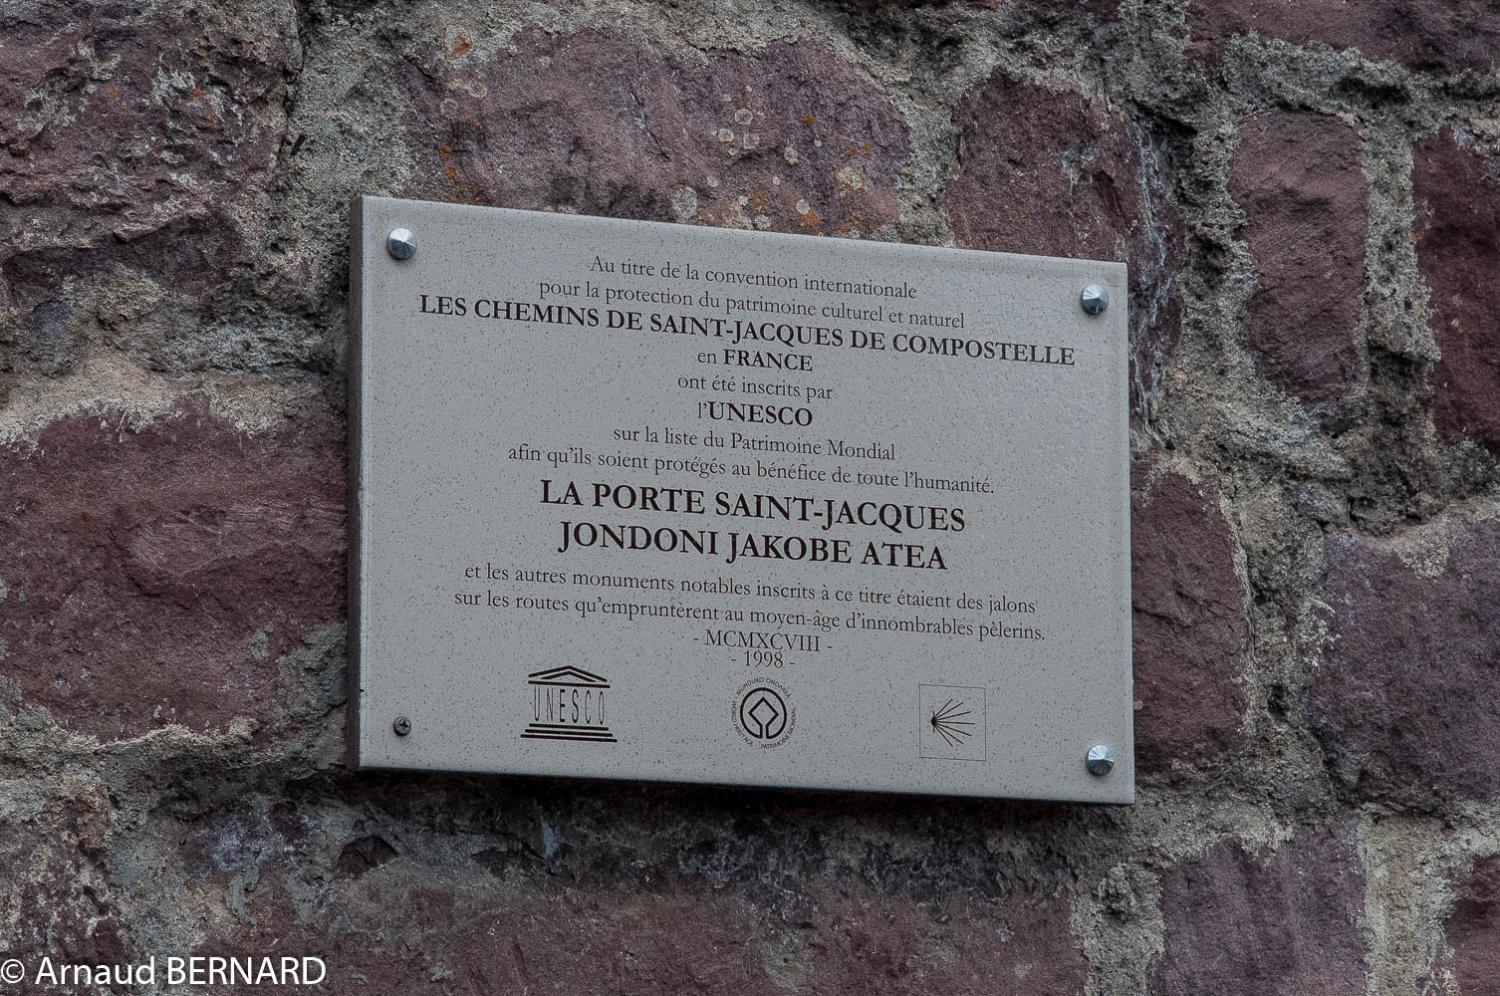 Au titre de la convention internationale
pour la protection du patrimoine culturel et naturel
LES CHEMINS DE SAINT-JACQUES DE COMPOSTELLE
en FRANCE
ont été inscrits par
l'UNESCO
sur la liste du Patrimoine Mondial
afin qu'ils soient protégés au bénéfice de toute l'humanité.
LA PORTE SAINT-JACQUES
JONDONI JAKOBE ATEA
et les autres monuments notables inscrits à ce titre étaient des jalons
sur les routes qu'empruntèrent au moyen-âge d'innombrables pèlerins.
- MCMXCVIII -
- 1998 -
UNESCO
MUNDUKO ONDAREA
WORLD HERITAGE · PATRIMOINE MONDIAL
© Arnaud BERNARD